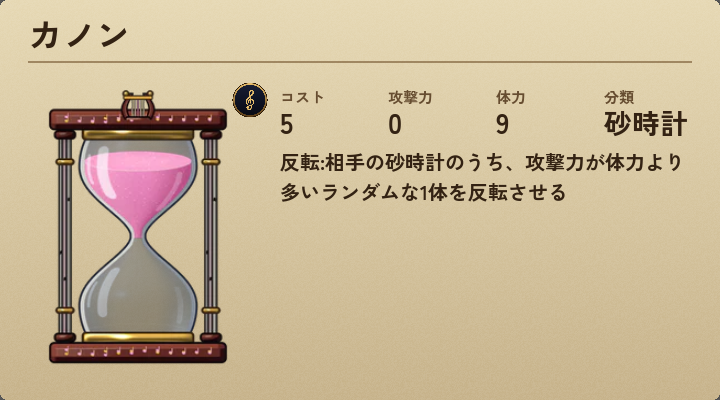 カノン
コスト 攻撃力 体力 分類
5 0 9 砂時計
反転:相手の砂時計のうち、攻撃力が体力より
多いランダムな1体を反転させる